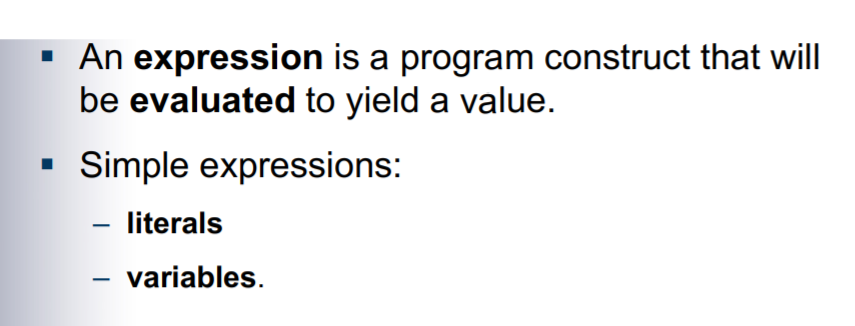 ▪ An expression is a program construct that will
be evaluated to yield a value.
▪ Simple expressions:
– literals
– variables.